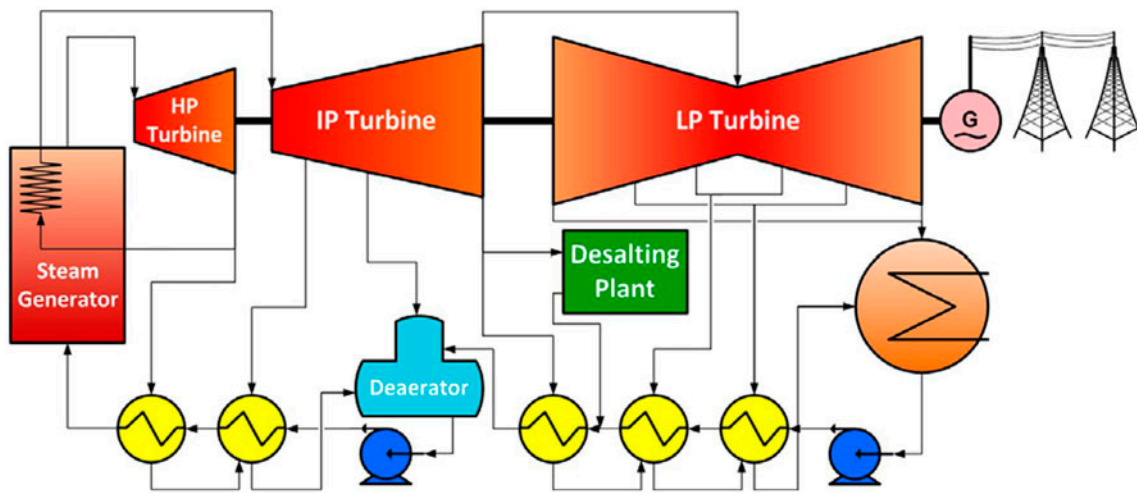 HP
Turbine
IP Turbine
LP Turbine
G
Steam
Generator
Desalting
Plant
Deaerator